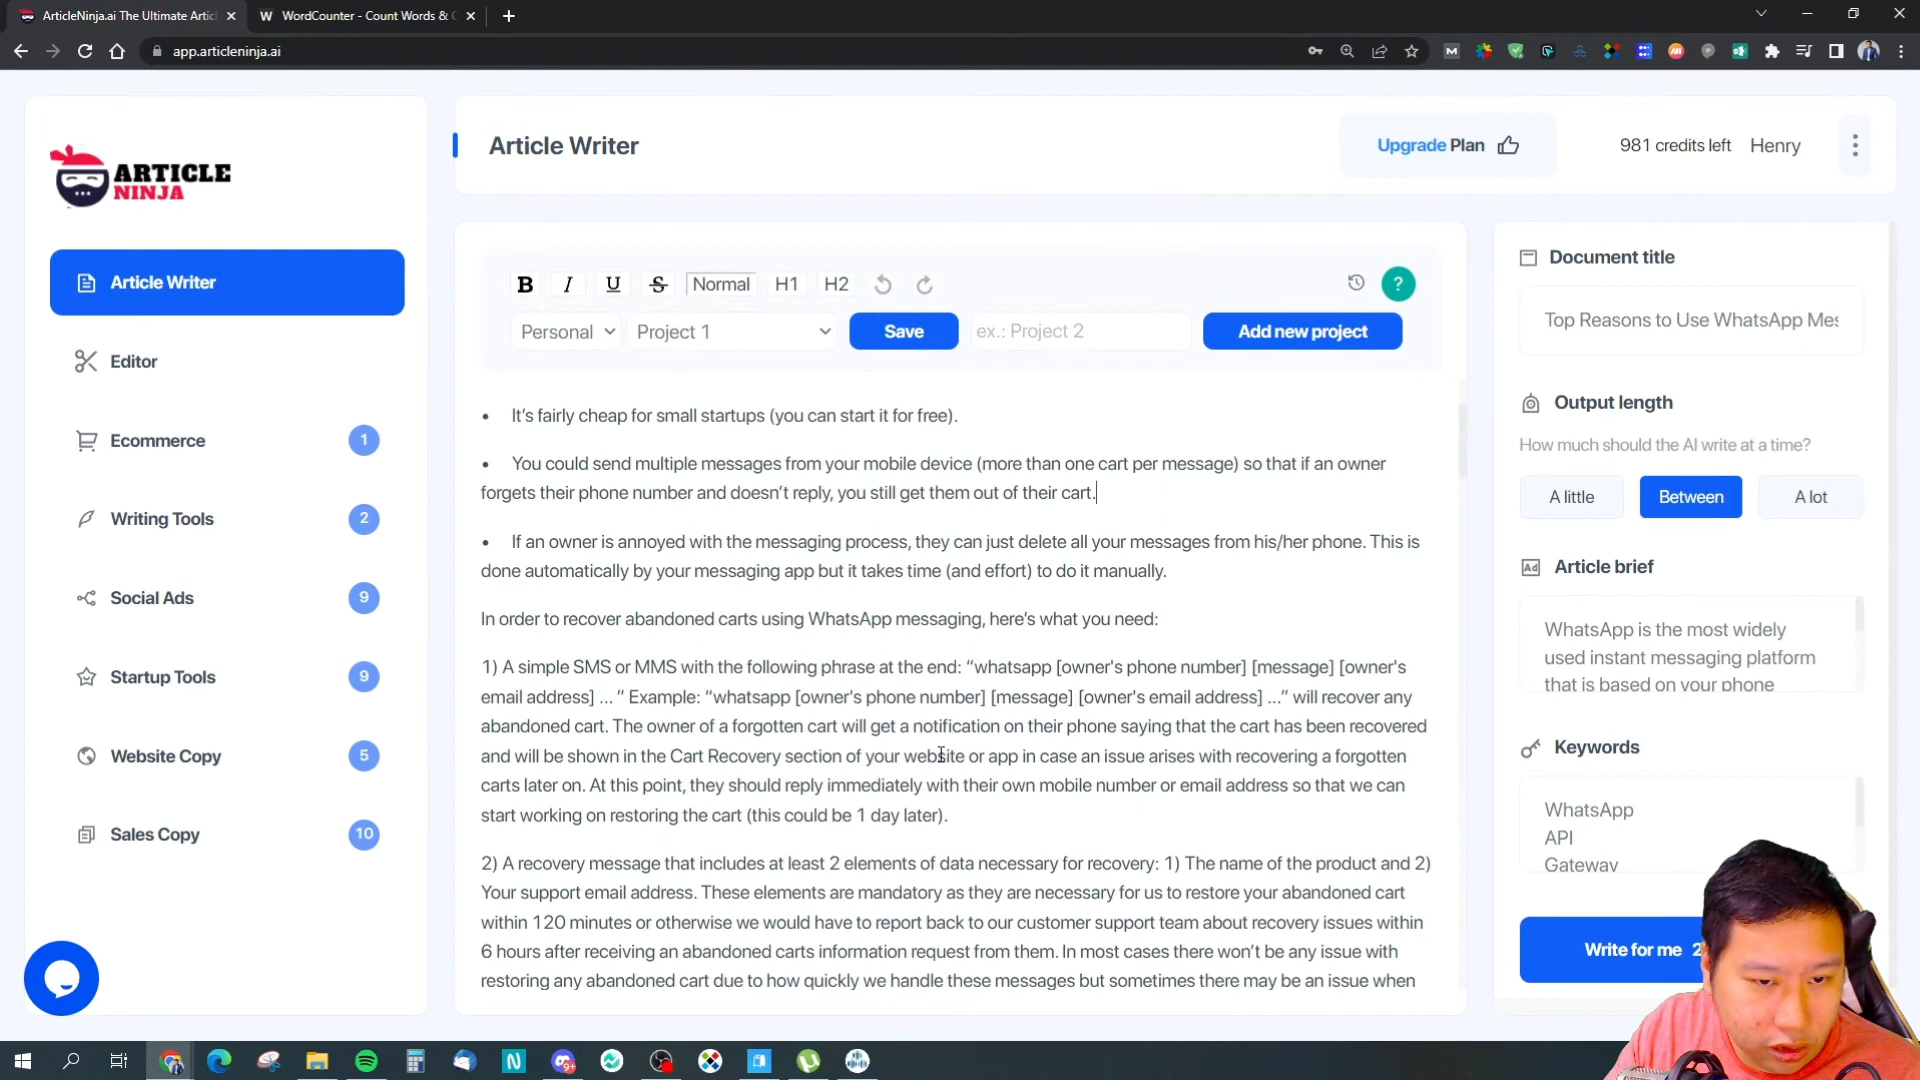 ArticleNinja.ai The Ultimate Artic
WordCounter - Count Words & C
app.articleninja.ai
ARTICLE
NINJA
Article Writer
Editor
Ecommerce 1
Writing Tools 2
Social Ads 9
Startup Tools 9
Website Copy 5
Sales Copy 10
Article Writer
Upgrade Plan
981 credits left Henry
B I U S Normal H1 H2
?
Personal Project 1 Save ex.: Project 2 Add new project
• It's fairly cheap for small startups (you can start it for free).
• You could send multiple messages from your mobile device (more than one cart per message) so that if an owner
forgets their phone number and doesn't reply, you still get them out of their cart.
• If an owner is annoyed with the messaging process, they can just delete all your messages from his/her phone. This is
done automatically by your messaging app but it takes time (and effort) to do it manually.
In order to recover abandoned carts using WhatsApp messaging, here's what you need:
1) A simple SMS or MMS with the following phrase at the end: “whatsapp [owner's phone number] [message] [owner's
email address] ... ” Example: “whatsapp [owner's phone number] [message] [owner's email address] ...” will recover any
abandoned cart. The owner of a forgotten cart will get a notification on their phone saying that the cart has been recovered
and will be shown in the Cart Recovery section of your website or app in case an issue arises with recovering a forgotten
carts later on. At this point, they should reply immediately with their own mobile number or email address so that we can
start working on restoring the cart (this could be 1 day later).
2) A recovery message that includes at least 2 elements of data necessary for recovery: 1) The name of the product and 2)
Your support email address. These elements are mandatory as they are necessary for us to restore your abandoned cart
within 120 minutes or otherwise we would have to report back to our customer support team about recovery issues within
6 hours after receiving an abandoned carts information request from them. In most cases there won't be any issue with
restoring any abandoned cart due to how quickly we handle these messages but sometimes there may be an issue when
Document title
Top Reasons to Use WhatsApp Mes
Output length
How much should the AI write at a time?
A little Between A lot
Ad Article brief
WhatsApp is the most widely
used instant messaging platform
that is based on your phone
Keywords
WhatsApp
API
Gateway
Write for me 2